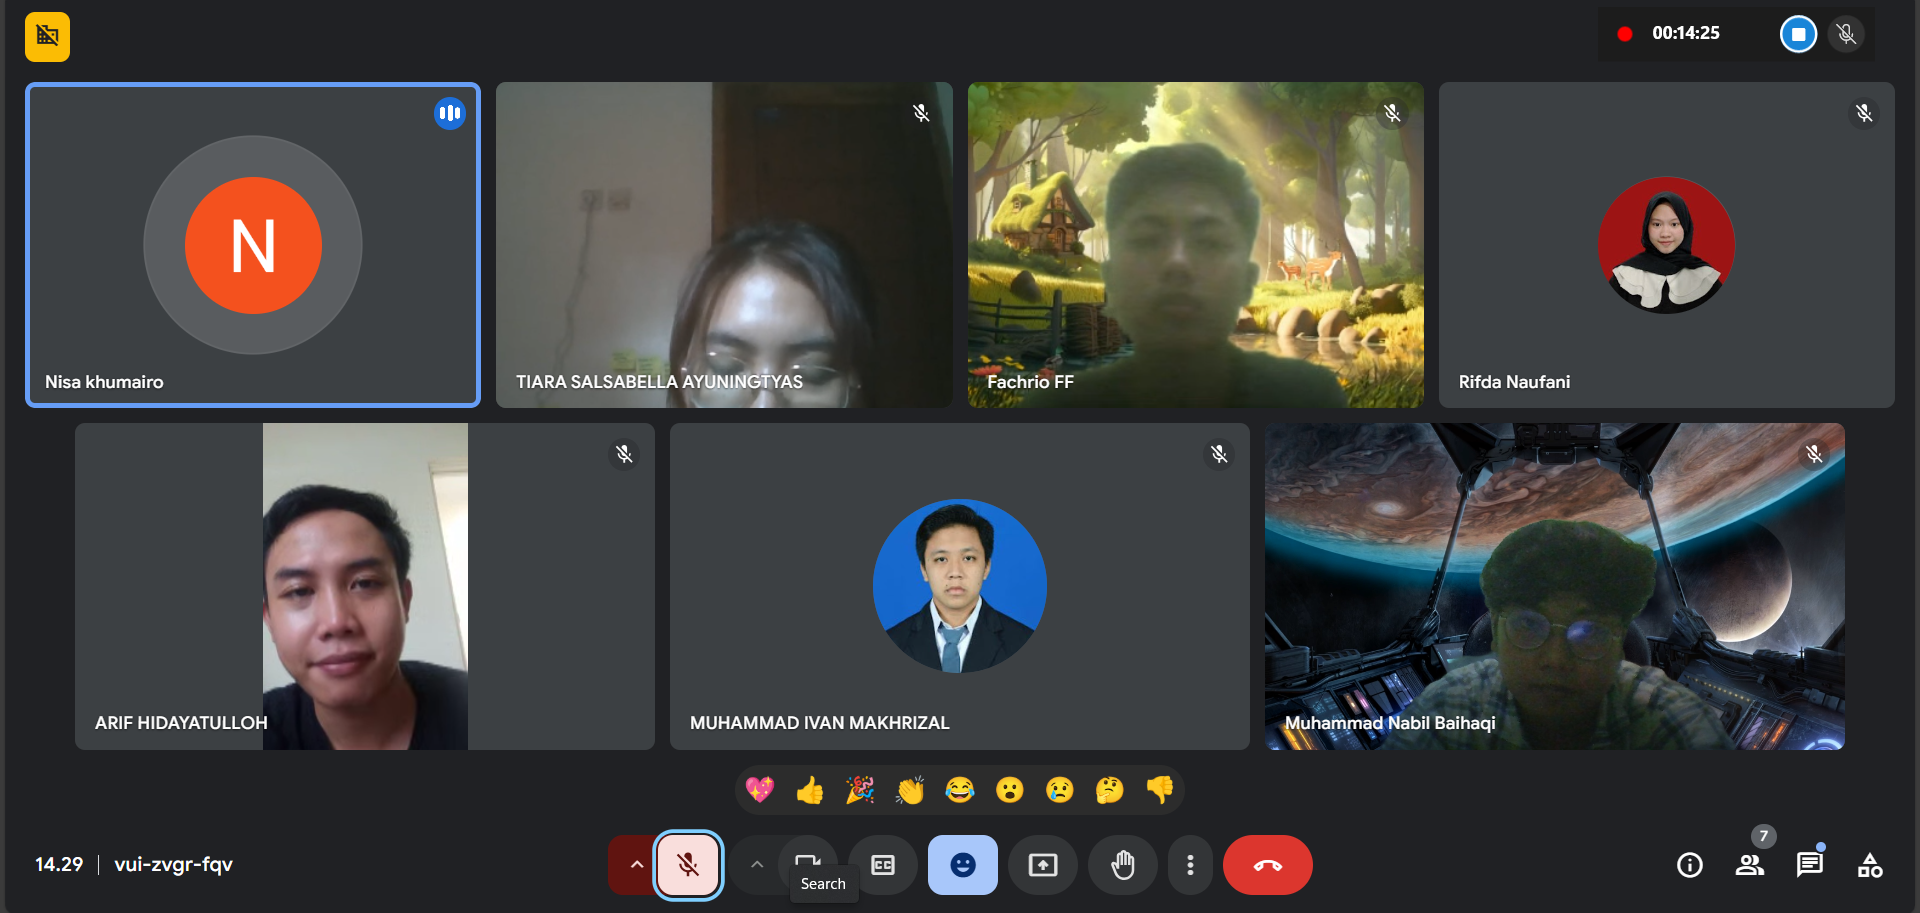 00:14:25
N
Nisa khumairo
TIARA SALSABELLA AYUNINGTYAS
Fachrio FF
Rifda Naufani
ARIF HIDAYATULLOH
MUHAMMAD IVAN MAKHRIZAL
Muhammad Nabil Baihaqi
14.29
vui-zvgr-fqv
CC
Search
7